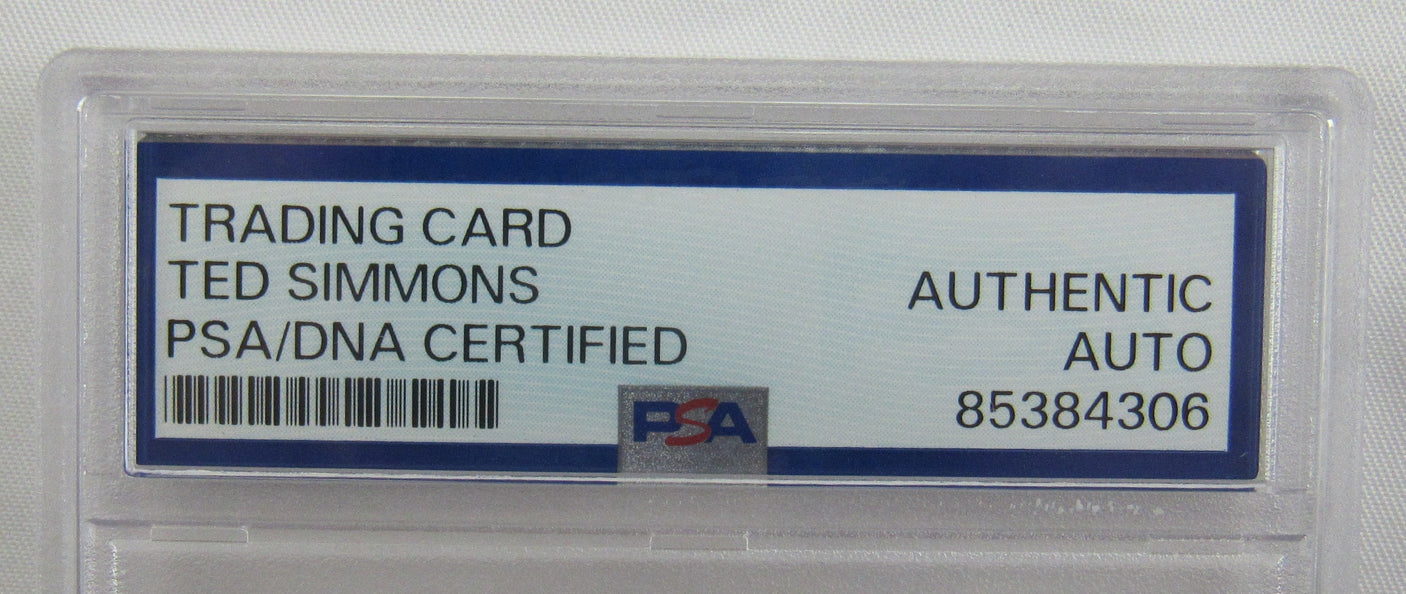 TRADING CARD
TED SIMMONS
PSA/DNA CERTIFIED
AUTHENTIC
AUTO
85384306
PSA